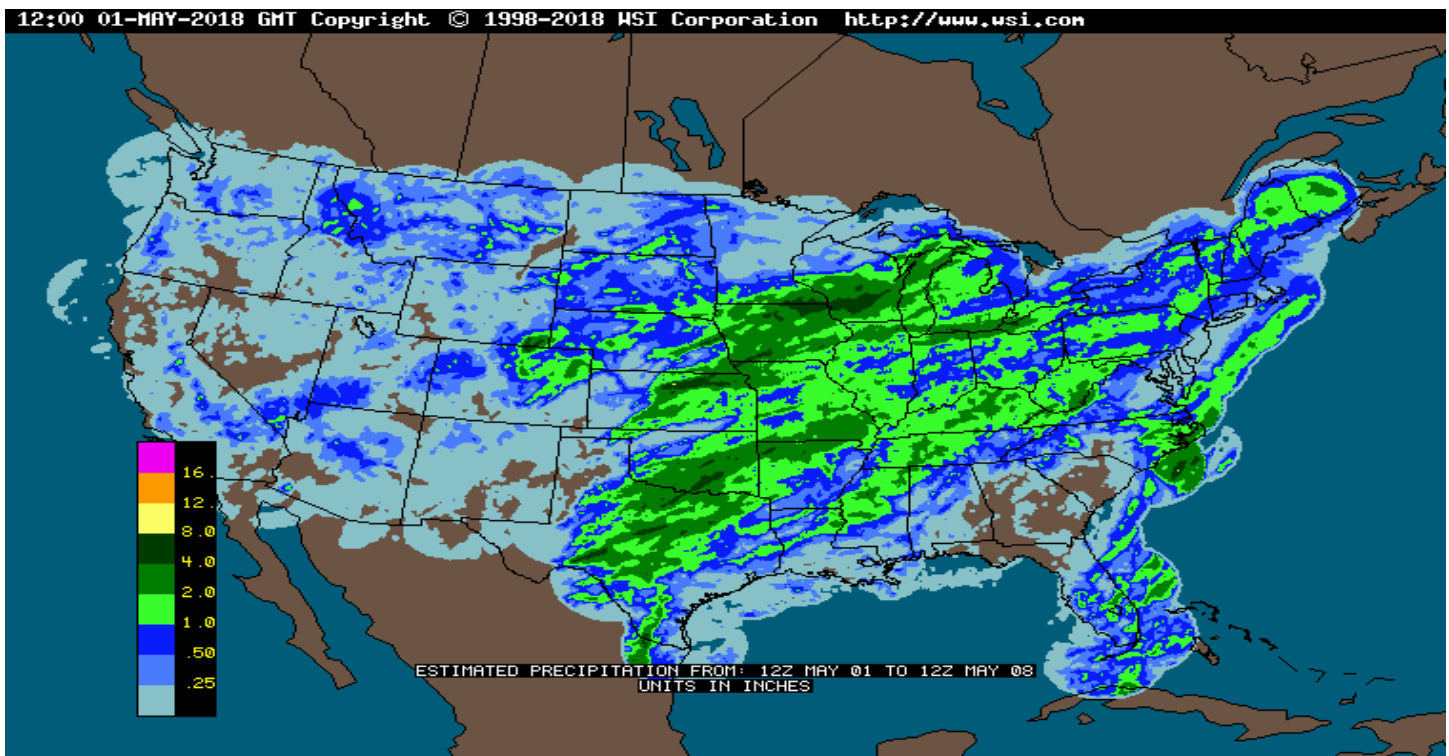 12:00 01-MAY-2018 GMT Copyright © 1998-2018 WSI Corporation http://www.wsi.com
16.
12.
8.0
4.0
2.0
1.0
.50
.25
ESTIMATED PRECIPITATION FROM: 12Z MAY 01 TO 12Z MAY 08
UNITS IN INCHES